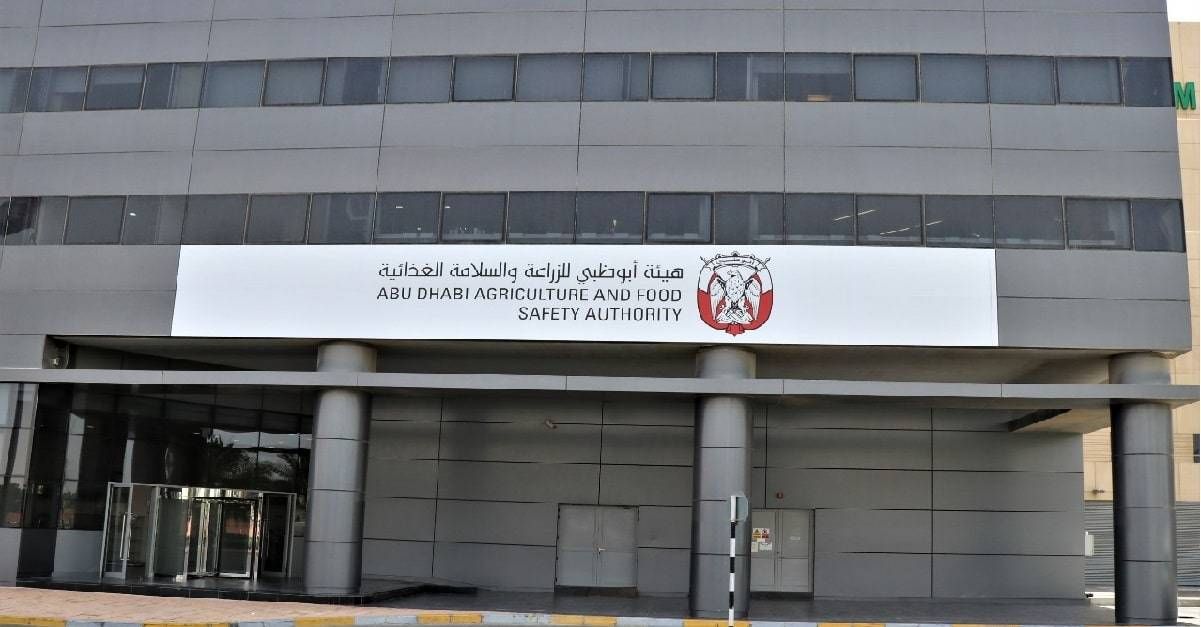 هيئة أبوظبي للزراعة والسلامة الغذائية
ABU DHABI AGRICULTURE AND FOOD
SAFETY AUTHORITY
M